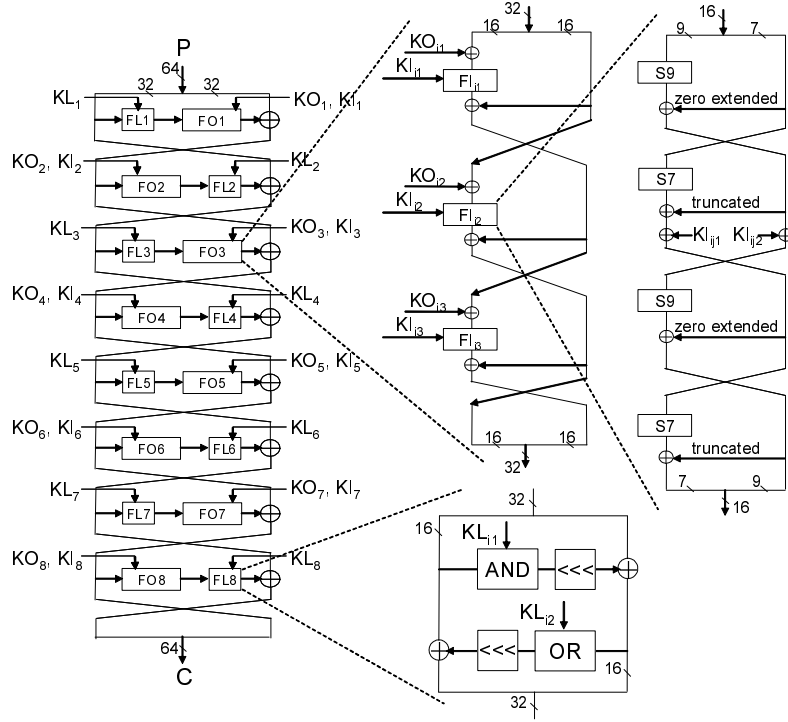 P
64
32 32
KL1 KO1, KI1
FL1 FO1
KO2, KI2 KL2
FO2 FL2
KL3 KO3, KI3
FL3 FO3
KO4, KI4 KL4
FO4 FL4
KL5 KO5, KI5
FL5 FO5
KO6, KI6 KL6
FO6 FL6
KL7 KO7, KI7
FL7 FO7
KO8, KI8 KL8
FO8 FL8
64
C
32
16 16
KOi1
KIi1
FIi1
KOi2
KIi2
FIi2
KOi3
KIi3
FIi3
16 16
32
16
9 7
S9
zero extended
S7
truncated
KIij1 KIij2
S9
zero extended
S7
truncated
7 9
16
32
16
KLi1
AND <<<
KLi2
<<< OR
16
32